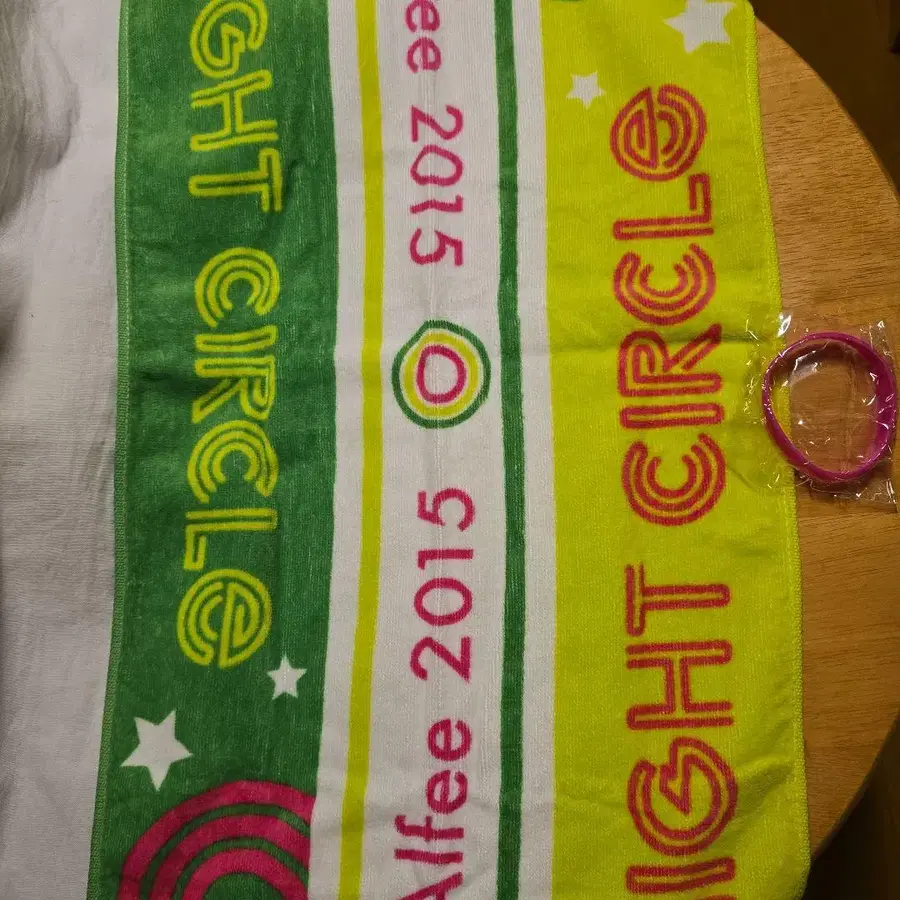 GHT CIRCLe
ee 2015
Alfee 2015
IGHT CIRCLe